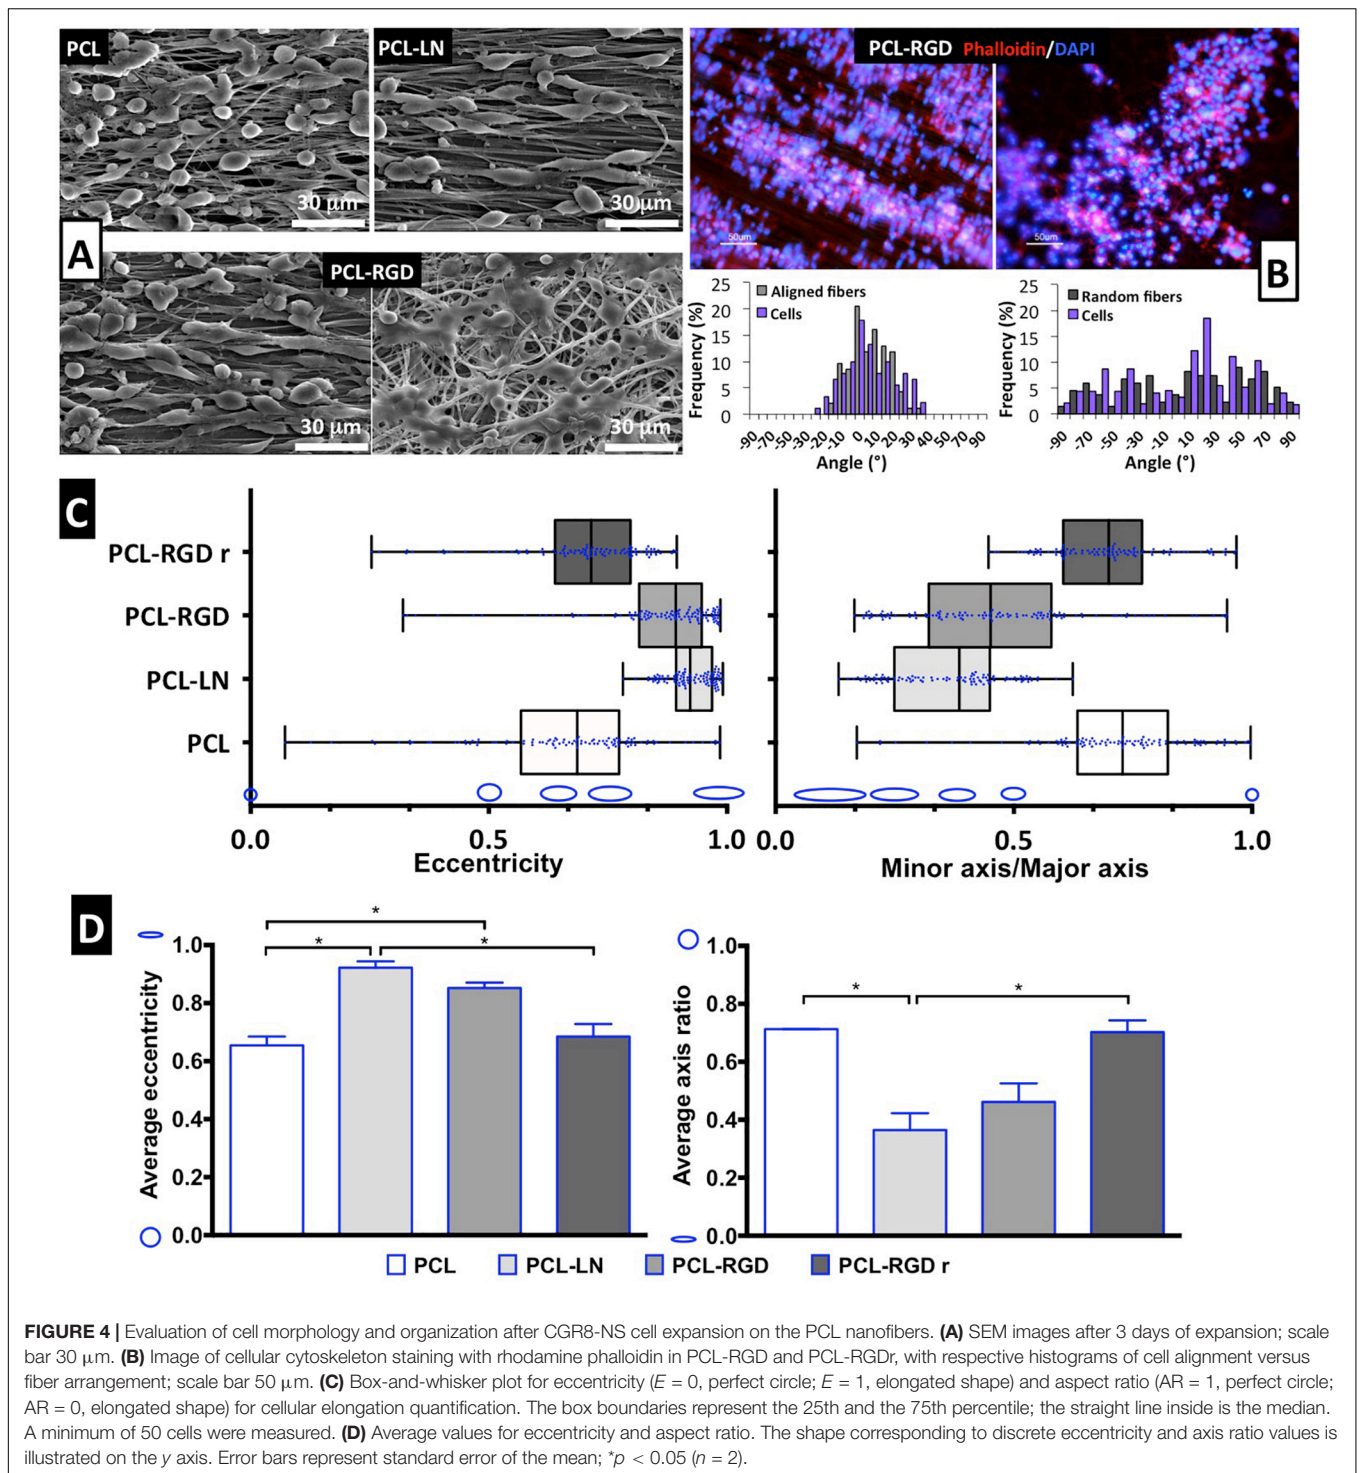 PCL
PCL-LN
30 µm
30 µm
A
PCL-RGD
30 µm
30 µm
PCL-RGD Phalloidin/DAPI
50um
50um
B
25
20
15
10
5
0
Frequency (%)
Aligned fibers
Cells
-90
-70
-50
-30
-20
-10
0
10
20
30
40
50
70
90
Angle (°)
25
20
15
10
5
0
Frequency (%)
Random fibers
Cells
-90
-70
-50
-30
-10
10
30
50
70
90
Angle (°)
C
PCL-RGD r
PCL-RGD
PCL-LN
PCL
0.0
0.5
1.0
Eccentricity
0.0
0.5
1.0
Minor axis/Major axis
D
1.0
0.8
0.6
0.4
0.2
0.0
Average eccentricity
*
*
*
1.0
0.8
0.6
0.4
0.2
0.0
Average axis ratio
*
*
PCL
PCL-LN
PCL-RGD
PCL-RGD r
FIGURE 4 | Evaluation of cell morphology and organization after CGR8-NS cell expansion on the PCL nanofibers. (A) SEM images after 3 days of expansion; scale
bar 30 µm. (B) Image of cellular cytoskeleton staining with rhodamine phalloidin in PCL-RGD and PCL-RGDr, with respective histograms of cell alignment versus
fiber arrangement; scale bar 50 µm. (C) Box-and-whisker plot for eccentricity (E = 0, perfect circle; E = 1, elongated shape) and aspect ratio (AR = 1, perfect circle;
AR = 0, elongated shape) for cellular elongation quantification. The box boundaries represent the 25th and the 75th percentile; the straight line inside is the median.
A minimum of 50 cells were measured. (D) Average values for eccentricity and aspect ratio. The shape corresponding to discrete eccentricity and axis ratio values is
illustrated on the y axis. Error bars represent standard error of the mean; *p < 0.05 (n = 2).